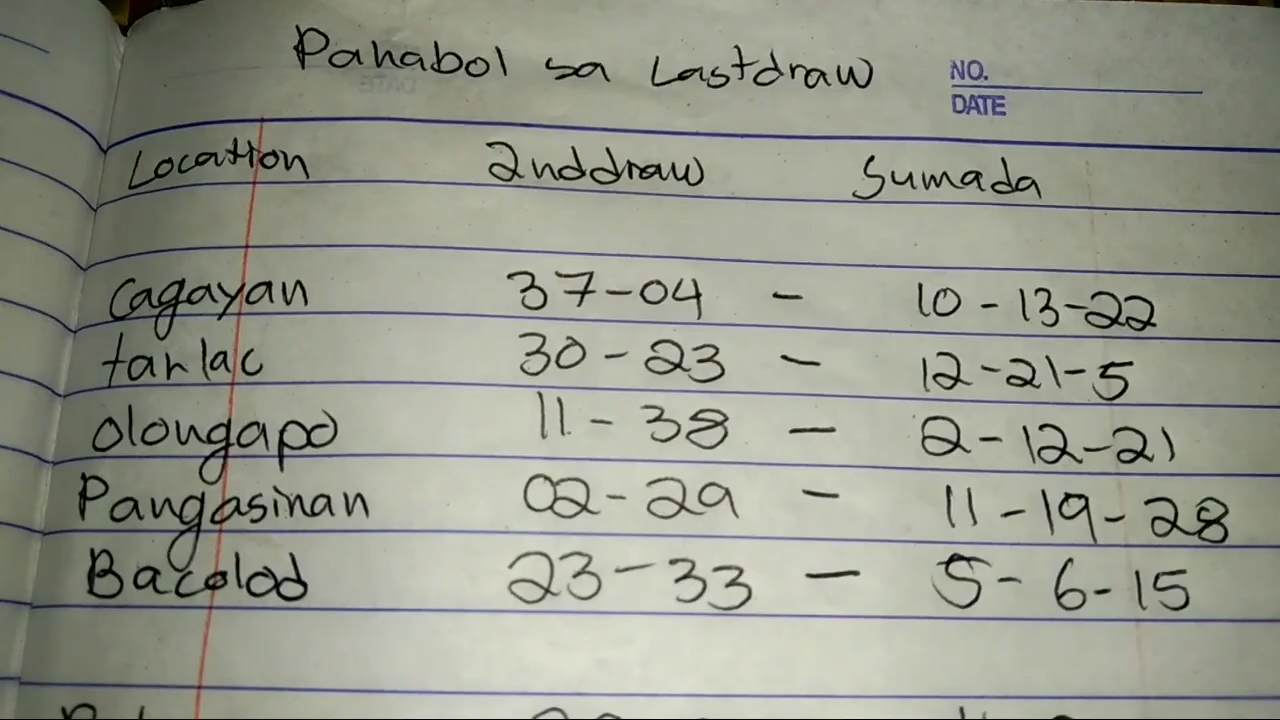 Pahabol sa Lastdraw
NO.
DATE
Location 2nddraw Sumada
Cagayan 37-04 - 10-13-22
tarlac 30-23 - 12-21-5
Olongapo 11-38 - 2-12-21
Pangasinan 02-29 - 11-19-28
Bacolod 23-33 - 5-6-15